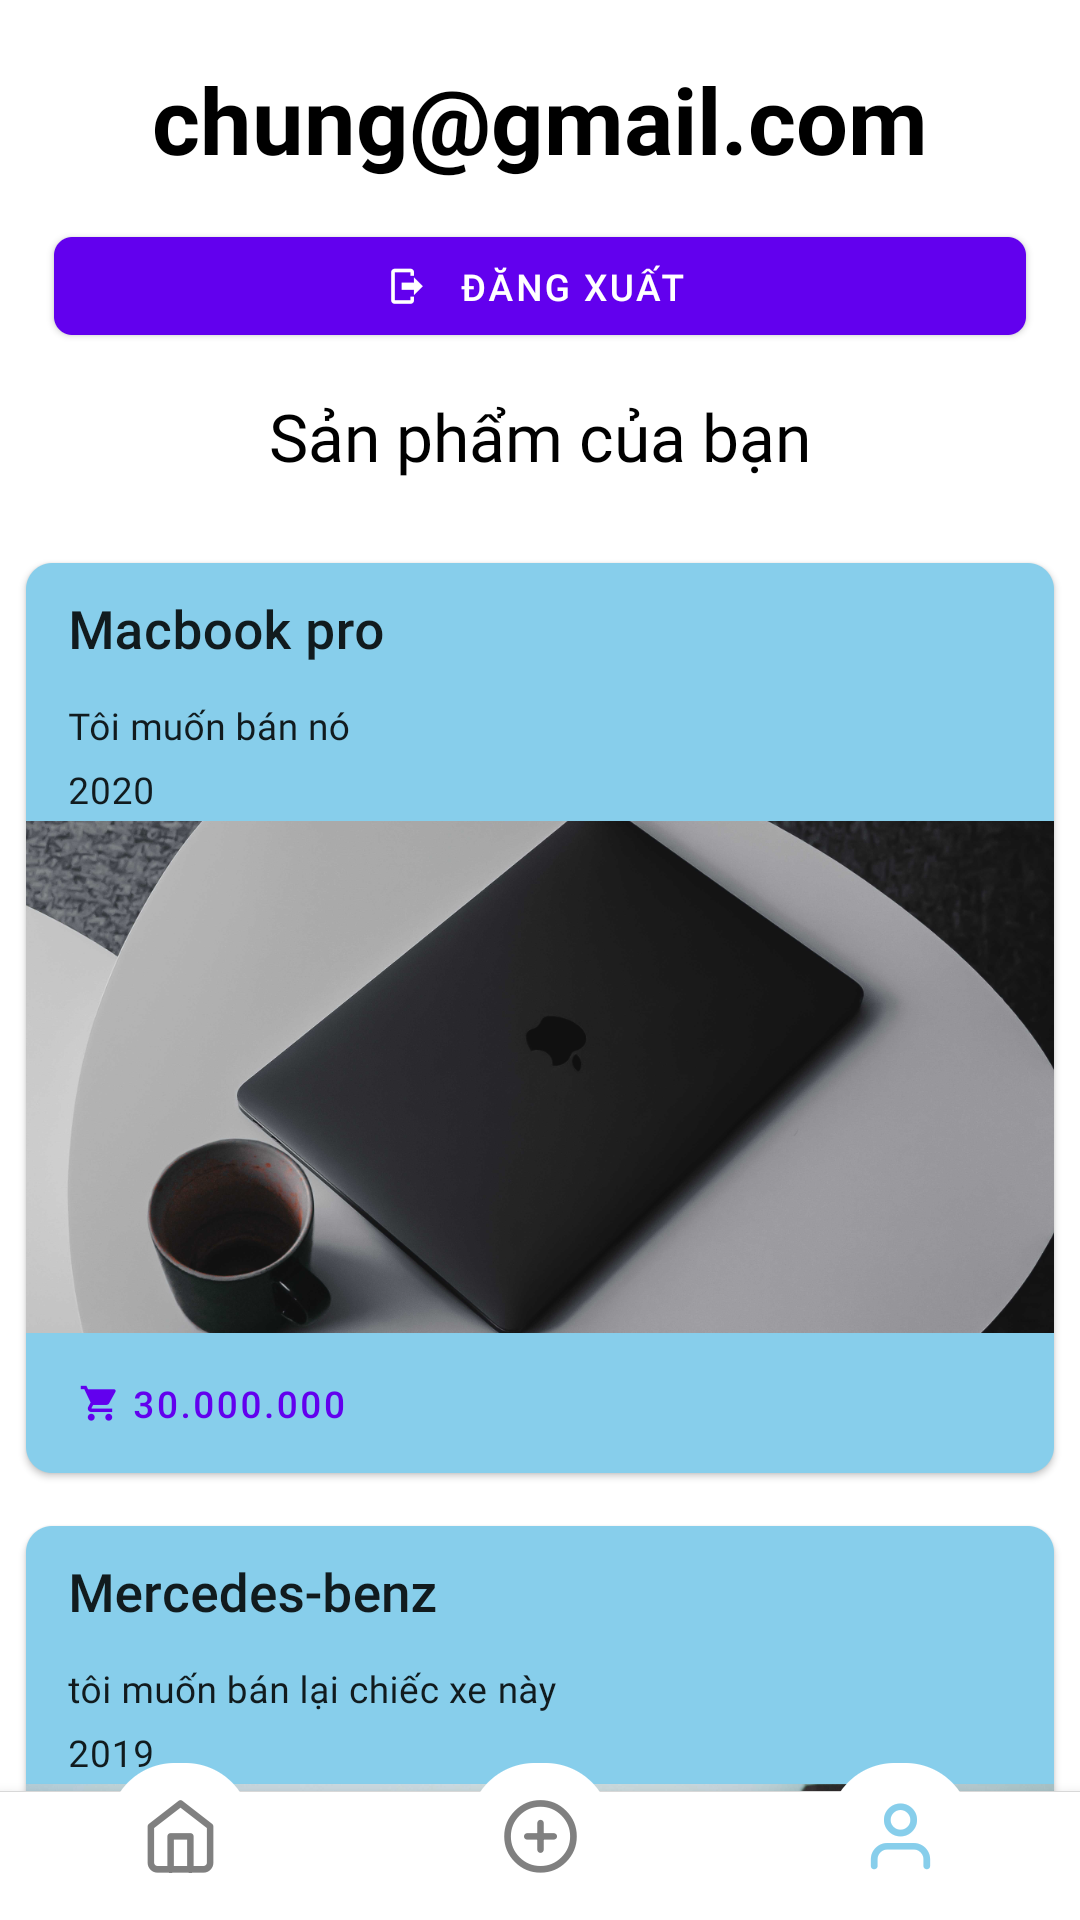 chung@gmail.com
ĐĂNG XUẤT
Sản phẩm của bạn
Macbook pro
Tôi muốn bán nó
2020
30.000.000
Mercedes-benz
tôi muốn bán lại chiếc xe này
2019